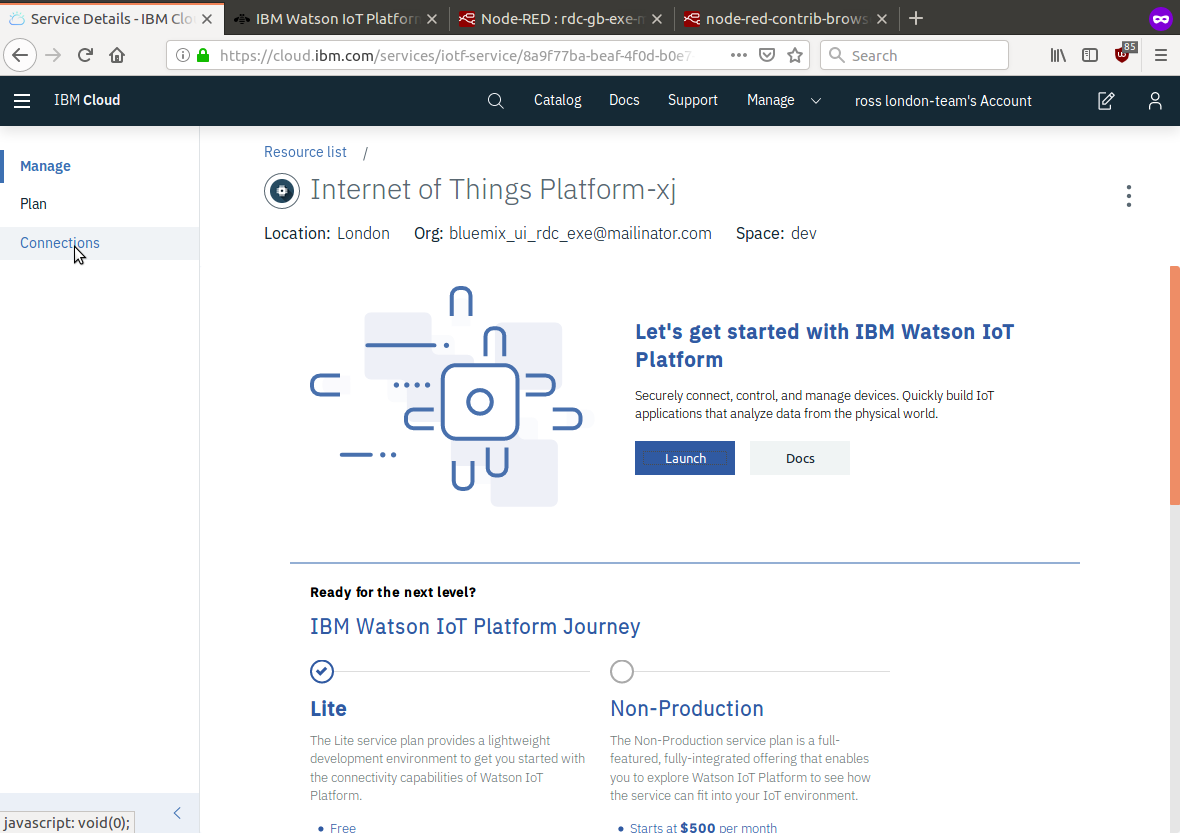 Service Details - IBM Clo
IBM Watson IoT Platform
Node-RED : rdc-gb-exe-n
node-red-contrib-brows
https://cloud.ibm.com/services/iotf-service/8a9f77ba-beaf-4f0d-b0e7
Search
85
IBM Cloud
Catalog
Docs
Support
Manage
ross london-team's Account
Manage
Plan
Connections
Resource list /
Internet of Things Platform-xj
Location: London Org: bluemix_ui_rdc_exe@mailinator.com Space: dev
Let's get started with IBM Watson IoT
Platform
Securely connect, control, and manage devices. Quickly build IoT
applications that analyze data from the physical world.
Launch
Docs
Ready for the next level?
IBM Watson IoT Platform Journey
Lite
The Lite service plan provides a lightweight
development environment to get you started with
the connectivity capabilities of Watson IoT
Platform.
• Free
Non-Production
The Non-Production service plan is a full-
featured, fully-integrated offering that enables
you to explore Watson IoT Platform to see how
the service can fit into your IoT environment.
• Starts at $500 per month
javascript: void(0);